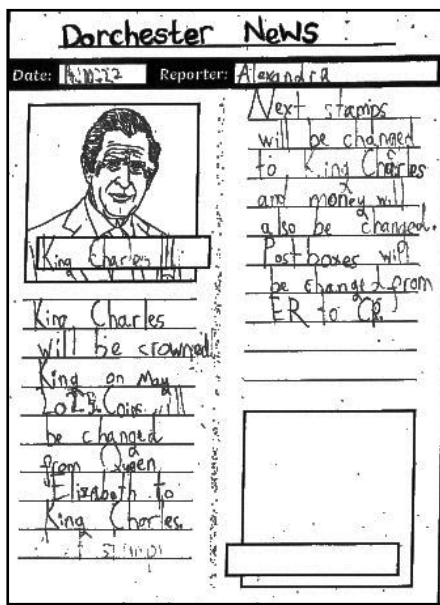 Dorchester News
Date:
Reporter: Alexandra
King Charles III
King Charles
will be crowned
King on May
2023. Coins will
be changed
from Queen
Elizabeth to
King Charles.
Next stamps
will be changed
to King Charles
and money will
also be changed.
Post boxes will
be changed from
ER to CR